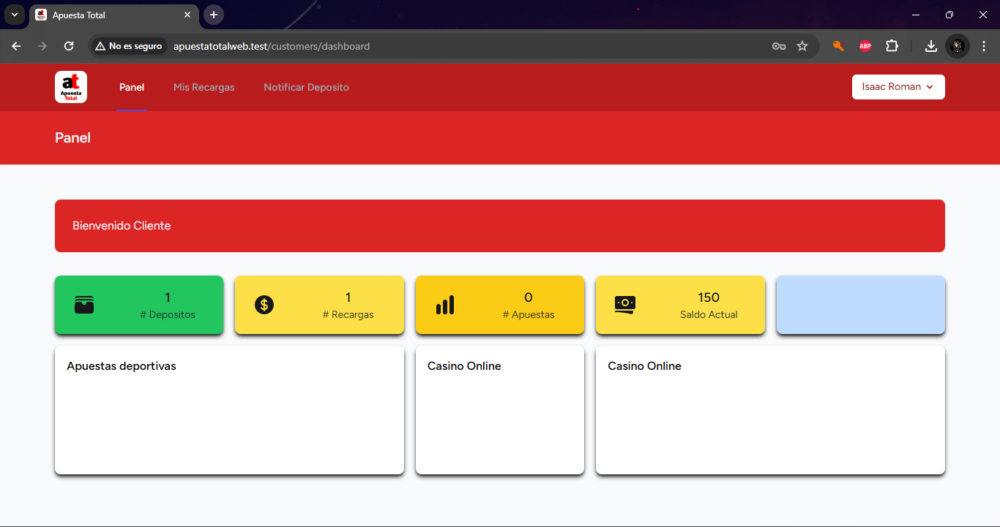 Apuesta Total
No es seguro
apuestatotalweb.test/customers/dashboard
ABP
at
Apuesta
Total
Panel
Mis Recargas
Notificar Deposito
Isaac Roman
Panel
Bienvenido Cliente
1
# Depositos
1
# Recargas
0
# Apuestas
150
Saldo Actual
Apuestas deportivas
Casino Online
Casino Online